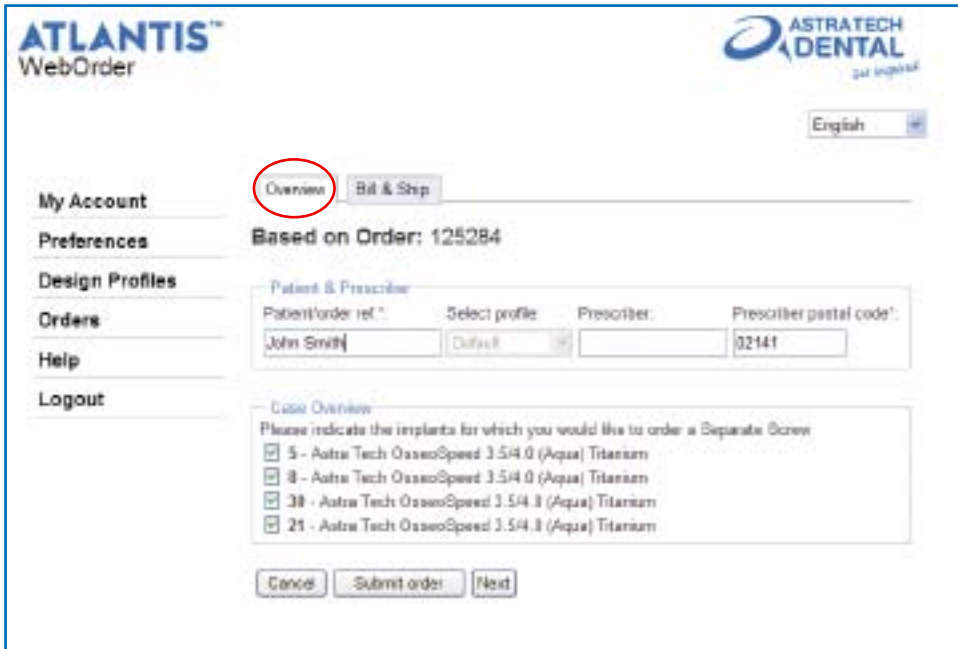 ATLANTIS™
WebOrder
ASTRATECH
DENTAL
Get inspired
English
My Account
Preferences
Design Profiles
Orders
Help
Logout
Overview
Bill & Ship
Based on Order: 125284
Patient & Prescriber
Patient/order ref.*: Select profile: Prescriber: Prescriber postal code*:
John Smith Default 02141
Case Overview
Please indicate the implants for which you would like to order a Separate Screw
5 - Astra Tech OsseoSpeed 3.5/4.0 (Aqua) Titanium
8 - Astra Tech OsseoSpeed 3.5/4.0 (Aqua) Titanium
30 - Astra Tech OsseoSpeed 3.5/4.0 (Aqua) Titanium
21 - Astra Tech OsseoSpeed 3.5/4.0 (Aqua) Titanium
Cancel Submit order Next